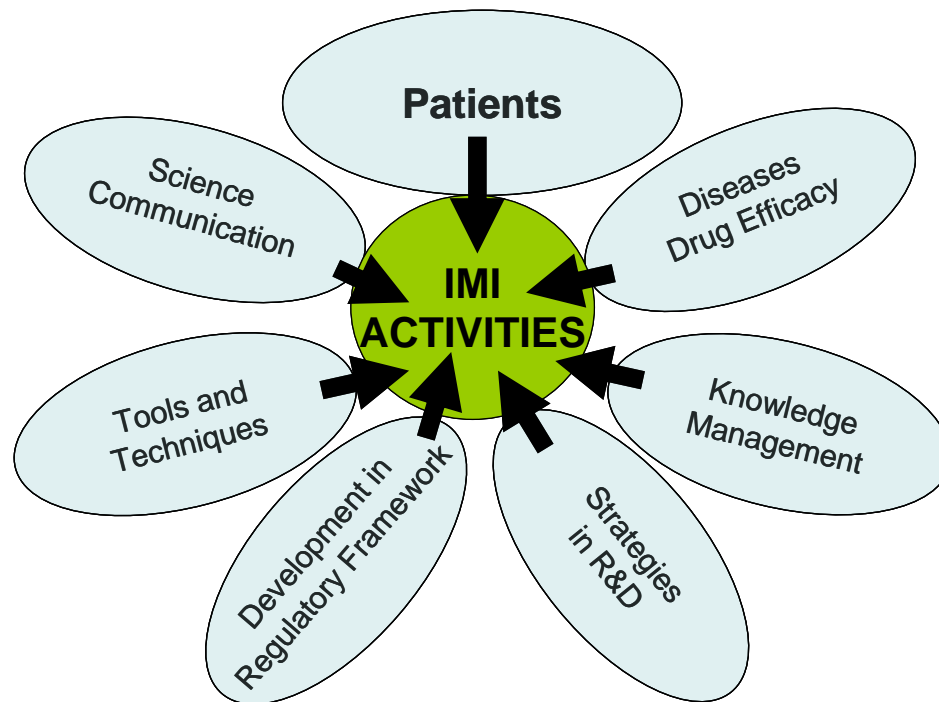 Patients
Science
Communication
Diseases
Drug Efficacy
IMI
ACTIVITIES
Tools and
Techniques
Knowledge
Management
Development in
Regulatory Framework
Strategies
in R&D